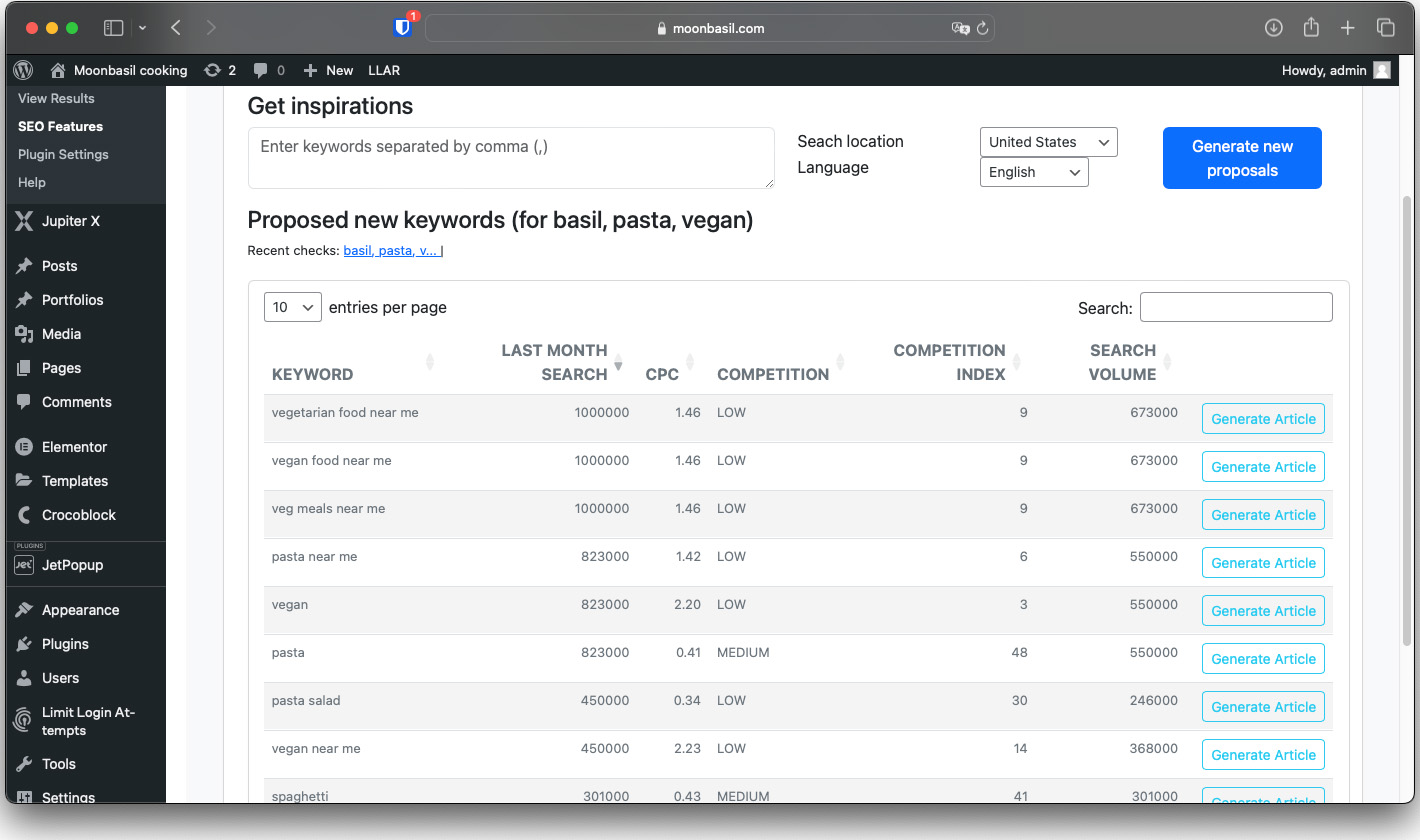 1
moonbasil.com
Moonbasil cooking 2 0 New LLAR Howdy, admin
View Results
SEO Features
Plugin Settings
Help
Jupiter X
Posts
Portfolios
Media
Pages
Comments
Elementor
Templates
Crocoblock
PLUGINS
Jet JetPopup
Appearance
Plugins
Users
Limit Login At-
tempts
Tools
Settings
Get inspirations
Enter keywords separated by comma (,)
Seach location United States
Language English
Generate new
proposals
Proposed new keywords (for basil, pasta, vegan)
Recent checks: basil, pasta, v... |
10 entries per page Search:
KEYWORD LAST MONTH SEARCH CPC COMPETITION COMPETITION INDEX SEARCH VOLUME
vegetarian food near me 1000000 1.46 LOW 9 673000 Generate Article
vegan food near me 1000000 1.46 LOW 9 673000 Generate Article
veg meals near me 1000000 1.46 LOW 9 673000 Generate Article
pasta near me 823000 1.42 LOW 6 550000 Generate Article
vegan 823000 2.20 LOW 3 550000 Generate Article
pasta 823000 0.41 MEDIUM 48 550000 Generate Article
pasta salad 450000 0.34 LOW 30 246000 Generate Article
vegan near me 450000 2.23 LOW 14 368000 Generate Article
spaghetti 301000 0.43 MEDIUM 41 301000 Generate Article